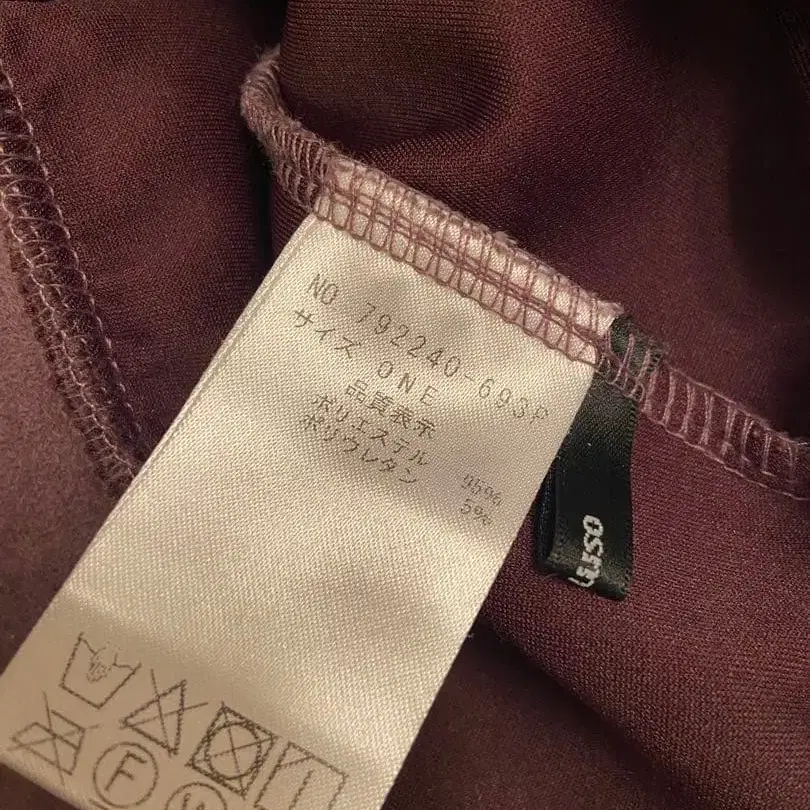 NO 792240-693P
サイズ ONE
品質表示
ポリエステル 95%
ポリウレタン 5%
F
W